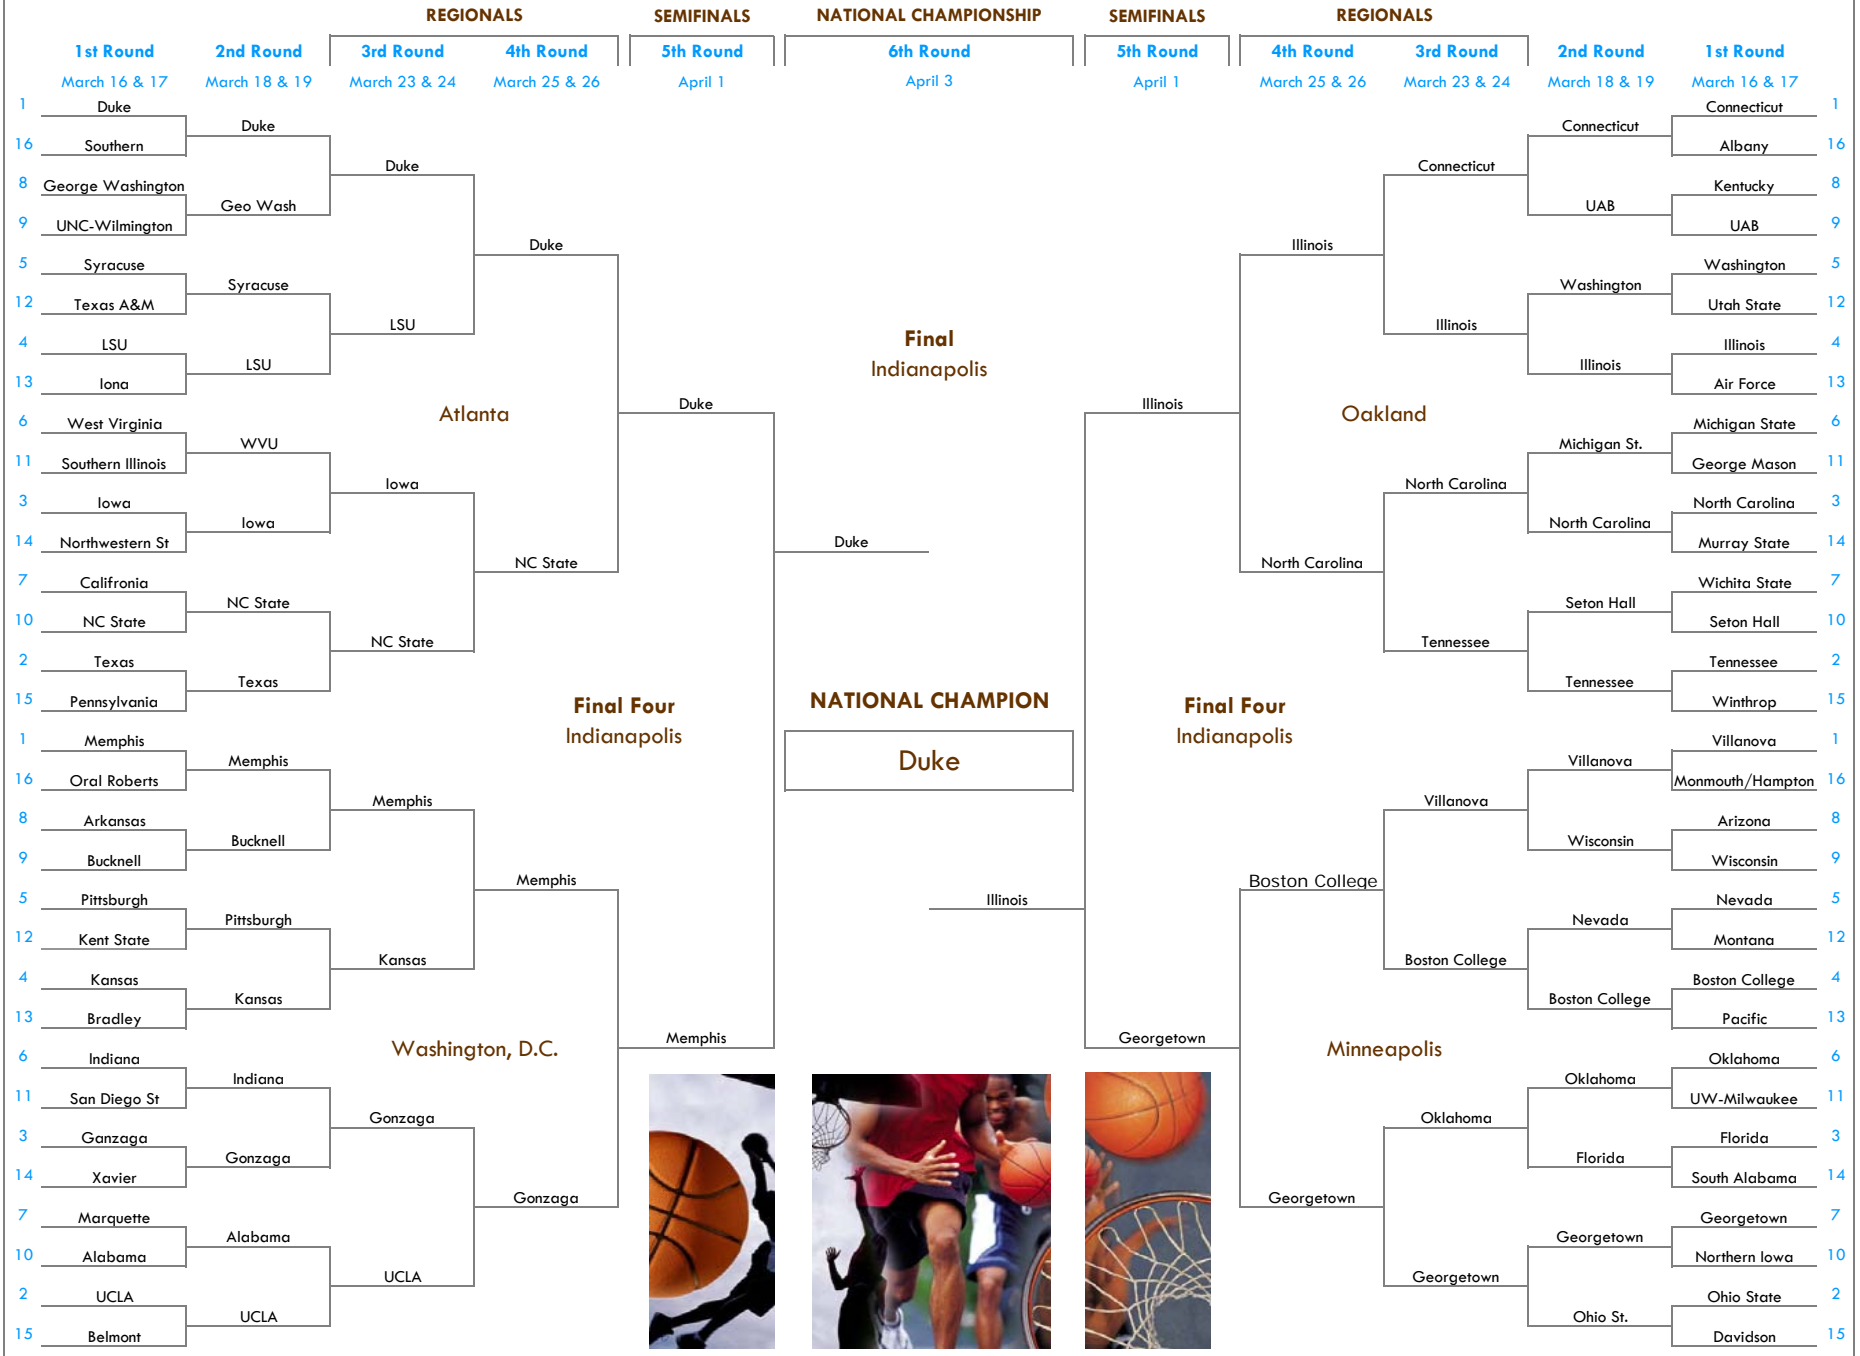 REGIONALS SEMIFINALS NATIONAL CHAMPIONSHIP SEMIFINALS REGIONALS
1st Round 2nd Round 3rd Round 4th Round 5th Round 6th Round 5th Round 4th Round 3rd Round 2nd Round 1st Round
March 16 & 17 March 18 & 19 March 23 & 24 March 25 & 26 April 1 April 3 April 1 March 25 & 26 March 23 & 24 March 18 & 19 March 16 & 17
1 Duke Connecticut 1
Duke Connecticut
16 Southern Albany 16
Duke Connecticut
8 George Washington Kentucky 8
Geo Wash UAB
9 UNC-Wilmington UAB 9
Duke Illinois
5 Syracuse Washington 5
Syracuse Washington
12 Texas A&M Utah State 12
LSU Illinois
Final
4 LSU Illinois 4
LSU Illinois
Indianapolis
13 Iona Air Force 13
Duke Illinois
Atlanta Oakland
6 West Virginia Michigan State 6
WVU Michigan St.
11 Southern Illinois George Mason 11
Iowa North Carolina
3 Iowa North Carolina 3
Iowa North Carolina
14 Northwestern St Duke Murray State 14
NC State North Carolina
7 Califronia Wichita State 7
NC State Seton Hall
10 NC State Seton Hall 10
NC State Tennessee
2 Texas Tennessee 2
Texas Tennessee
15 Pennsylvania Winthrop 15
Final Four NATIONAL CHAMPION Final Four
Indianapolis Indianapolis
1 Memphis Villanova 1
Memphis Duke Villanova
16 Oral Roberts Monmouth/Hampton 16
Memphis Villanova
8 Arkansas Arizona 8
Bucknell Wisconsin
9 Bucknell Wisconsin 9
Memphis Boston College
5 Pittsburgh Illinois Nevada 5
Pittsburgh Nevada
12 Kent State Montana 12
Kansas Boston College
4 Kansas Boston College 4
Kansas Boston College
13 Bradley Pacific 13
Memphis Georgetown
Washington, D.C. Minneapolis
6 Indiana Oklahoma 6
Indiana Oklahoma
11 San Diego St UW-Milwaukee 11
Gonzaga Oklahoma
3 Ganzaga Florida 3
Gonzaga Florida
14 Xavier South Alabama 14
Gonzaga Georgetown
7 Marquette Georgetown 7
Alabama Georgetown
10 Alabama Northern Iowa 10
UCLA Georgetown
2 UCLA Ohio State 2
UCLA Ohio St.
15 Belmont Davidson 15